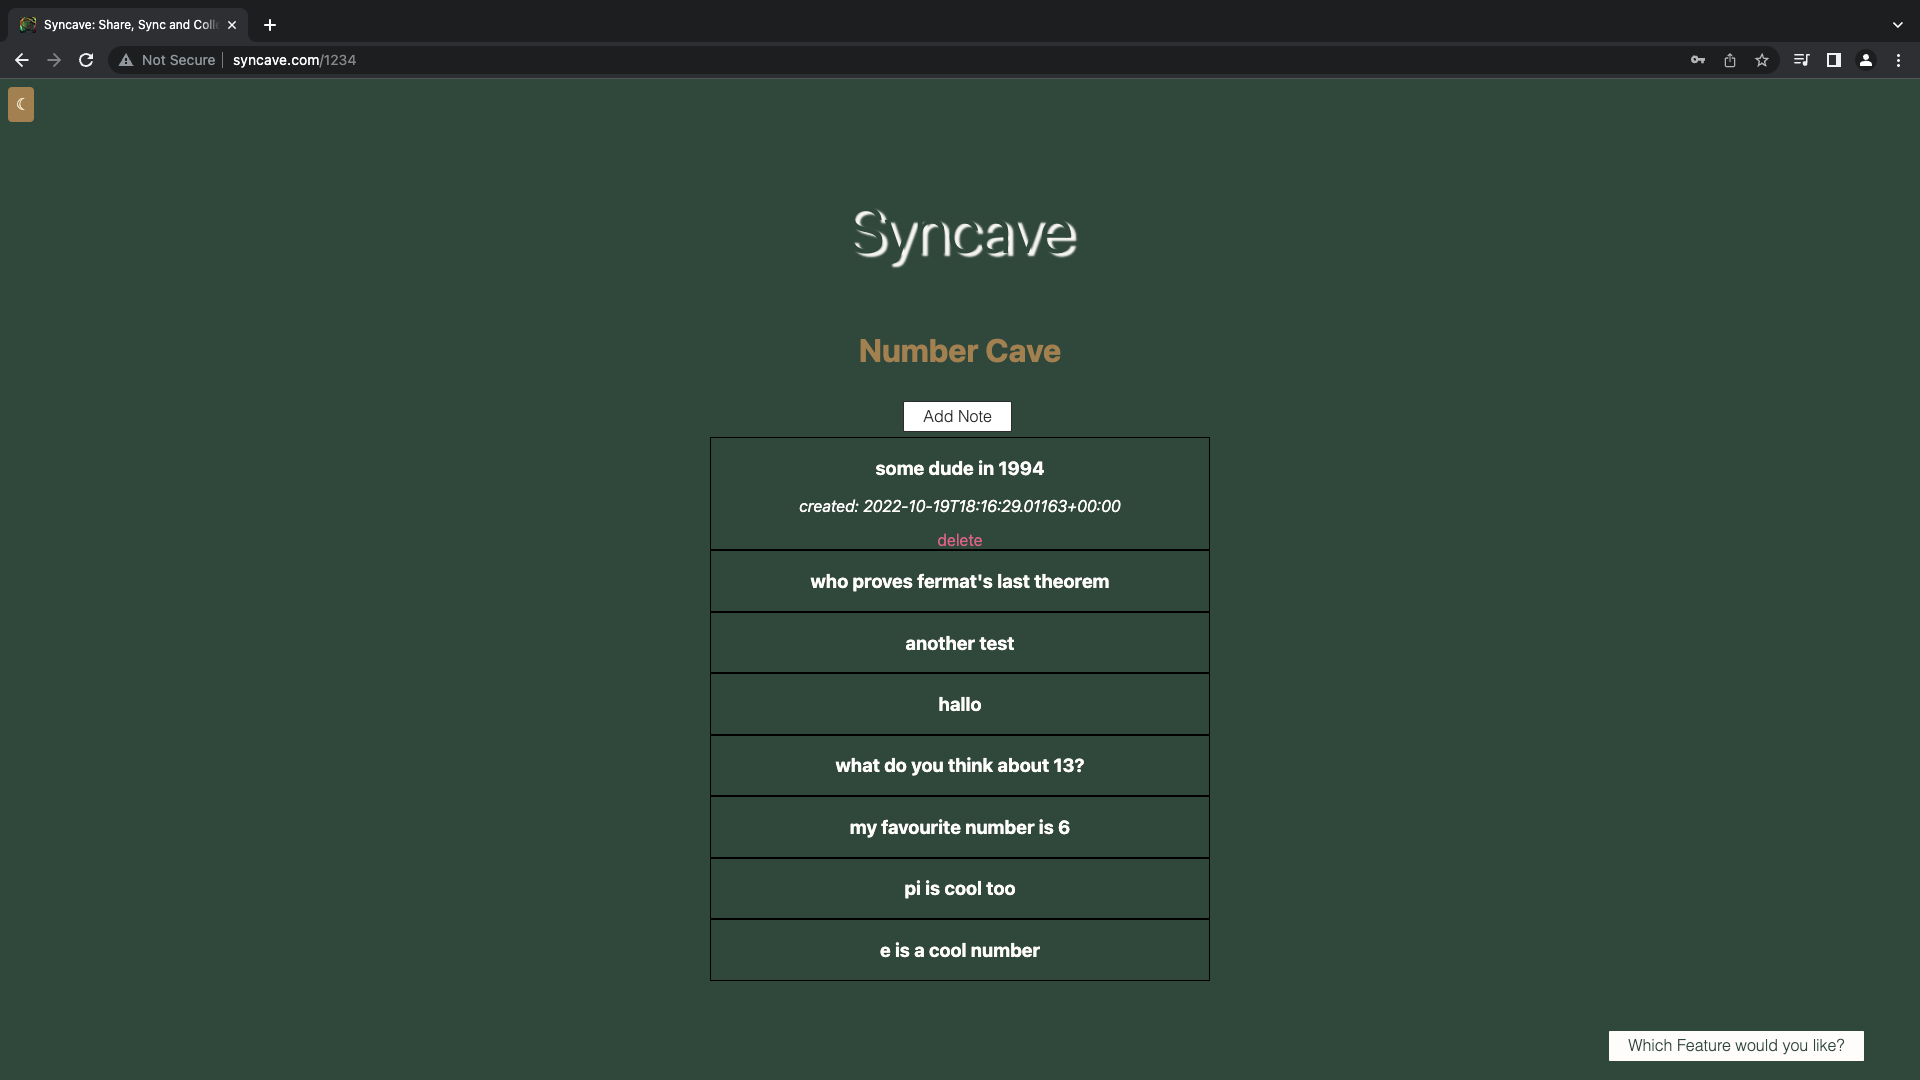 Syncave: Share, Sync and Coll
Not Secure
syncave.com/1234
Syncave
Number Cave
Add Note
some dude in 1994
created: 2022-10-19T18:16:29.01163+00:00
delete
who proves fermat's last theorem
another test
hallo
what do you think about 13?
my favourite number is 6
pi is cool too
e is a cool number
Which Feature would you like?